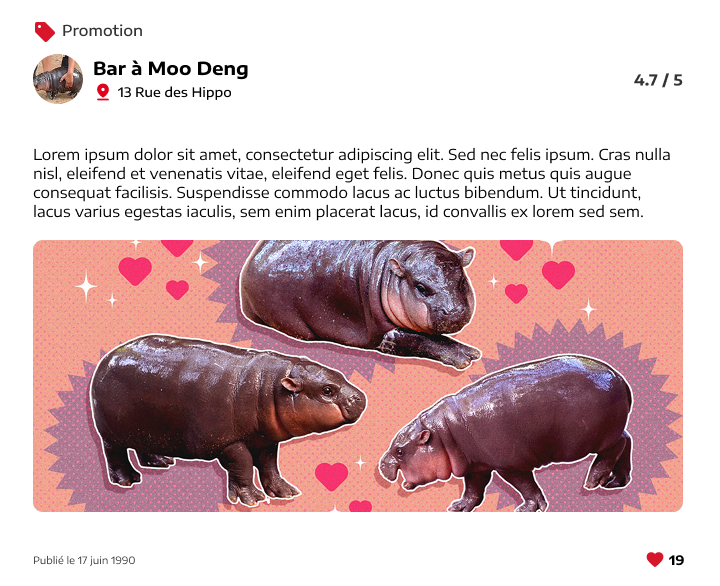 Promotion
Bar à Moo Deng
13 Rue des Hippo
4.7 / 5
Lorem ipsum dolor sit amet, consectetur adipiscing elit. Sed nec felis ipsum. Cras nulla
nisl, eleifend et venenatis vitae, eleifend eget felis. Donec quis metus quis augue
consequat facilisis. Suspendisse commodo lacus ac luctus bibendum. Ut tincidunt,
lacus varius egestas iaculis, sem enim placerat lacus, id convallis ex lorem sed sem.
Publié le 17 juin 1990
19